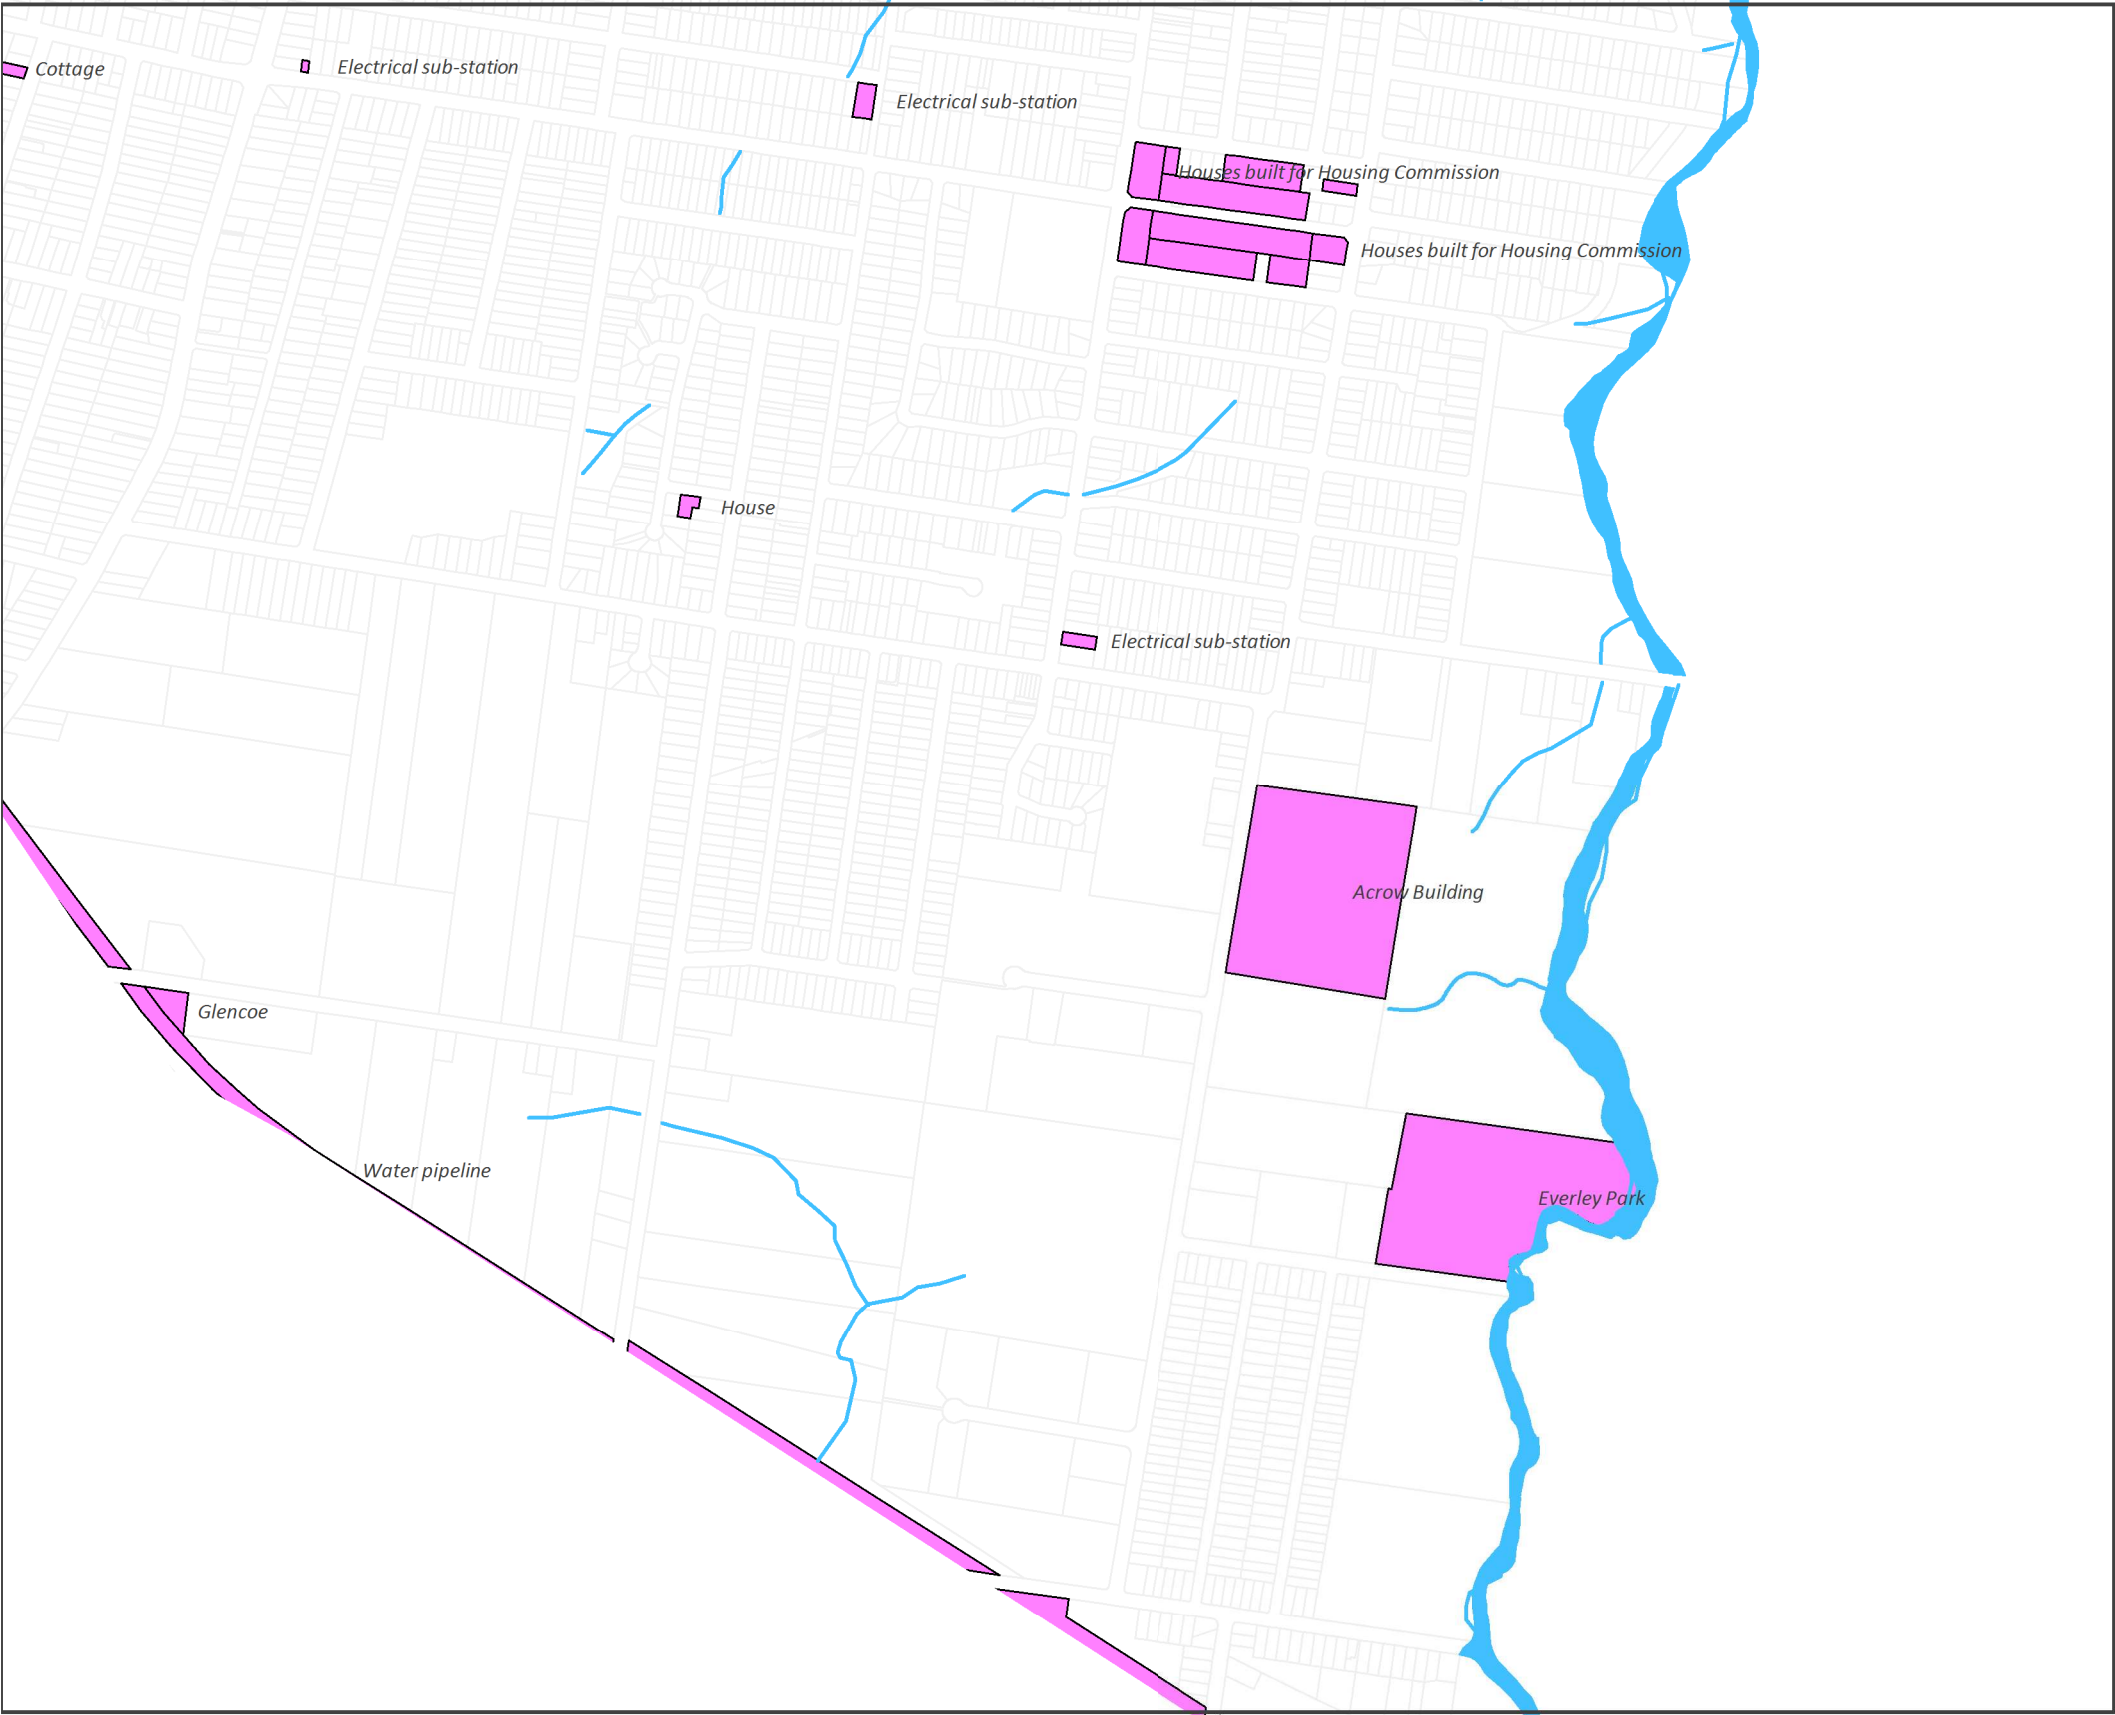 Cottage
Electrical sub-station
Electrical sub-station
Houses built for Housing Commission
Houses built for Housing Commission
House
Electrical sub-station
Acrow Building
Glencoe
Water pipeline
Everley Park